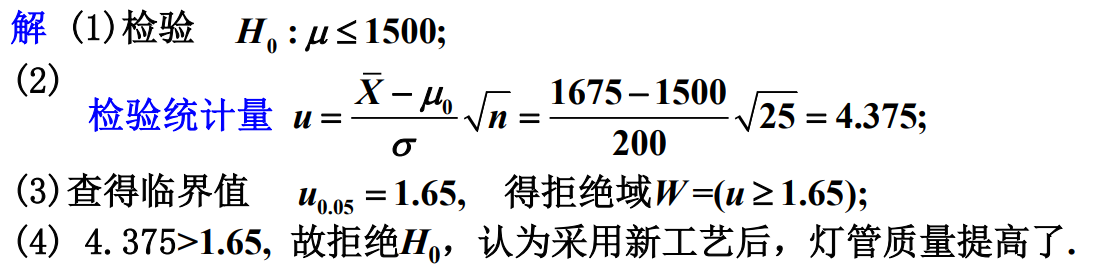 解 (1)检验 H₀ : μ ≤ 1500;
(2)
检验统计量 u = (X̄ − μ₀)/σ √n = (1675 − 1500)/200 √25 = 4.375;
(3)查得临界值 u₀.₀₅ = 1.65, 得拒绝域W =(u ≥ 1.65);
(4) 4.375>1.65, 故拒绝H₀，认为采用新工艺后，灯管质量提高了.